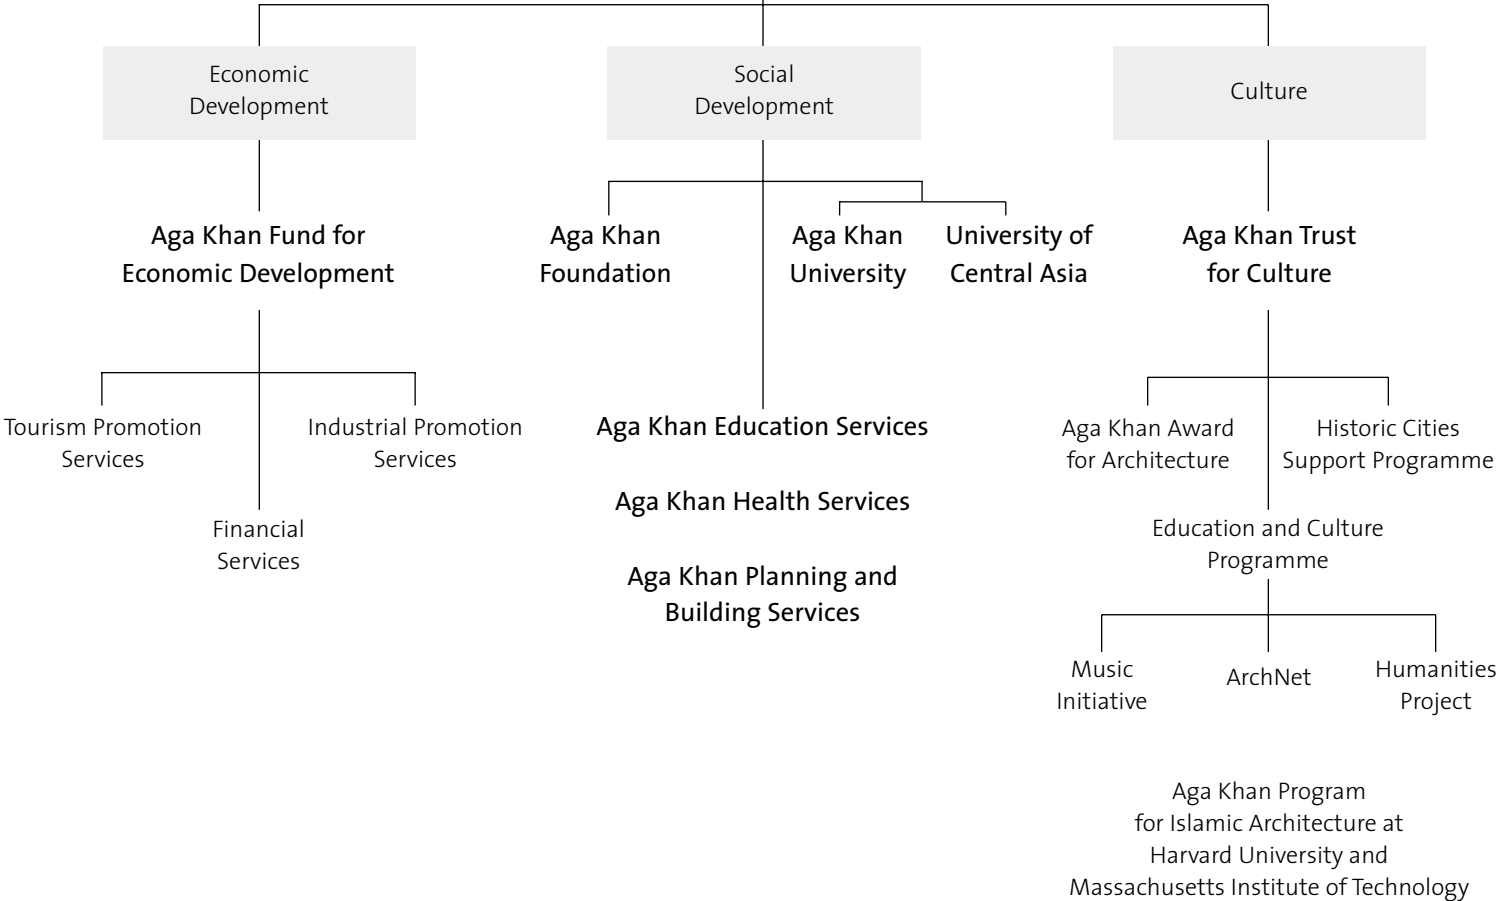 Economic
Development
Social
Development
Culture
Aga Khan Fund for
Economic Development
Aga Khan
Foundation
Aga Khan
University
University of
Central Asia
Aga Khan Trust
for Culture
Tourism Promotion
Services
Industrial Promotion
Services
Financial
Services
Aga Khan Education Services
Aga Khan Health Services
Aga Khan Planning and
Building Services
Aga Khan Award
for Architecture
Historic Cities
Support Programme
Education and Culture
Programme
Music
Initiative
ArchNet
Humanities
Project
Aga Khan Program
for Islamic Architecture at
Harvard University and
Massachusetts Institute of Technology